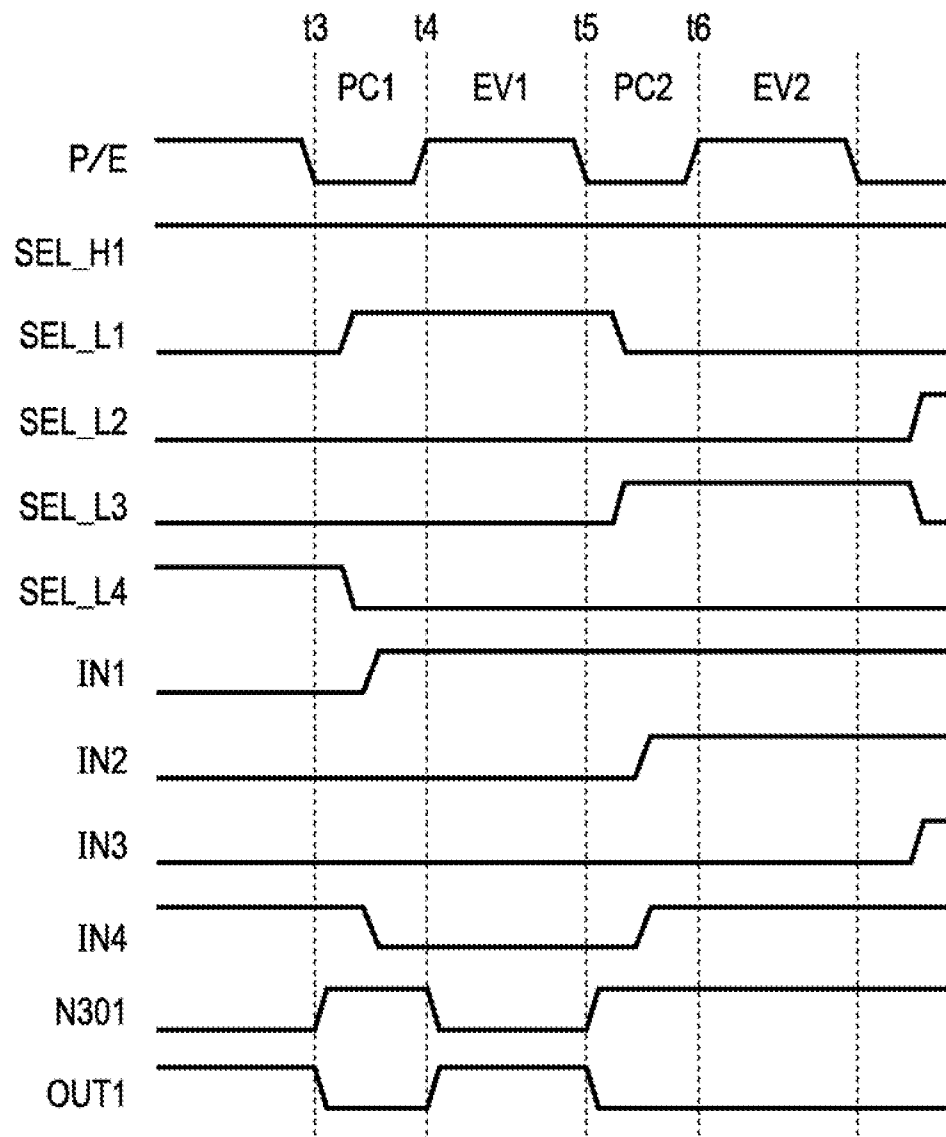 t3 t4 t5 t6
PC1 EV1 PC2 EV2
P/E
SEL_H1
SEL_L1
SEL_L2
SEL_L3
SEL_L4
IN1
IN2
IN3
IN4
N301
OUT1